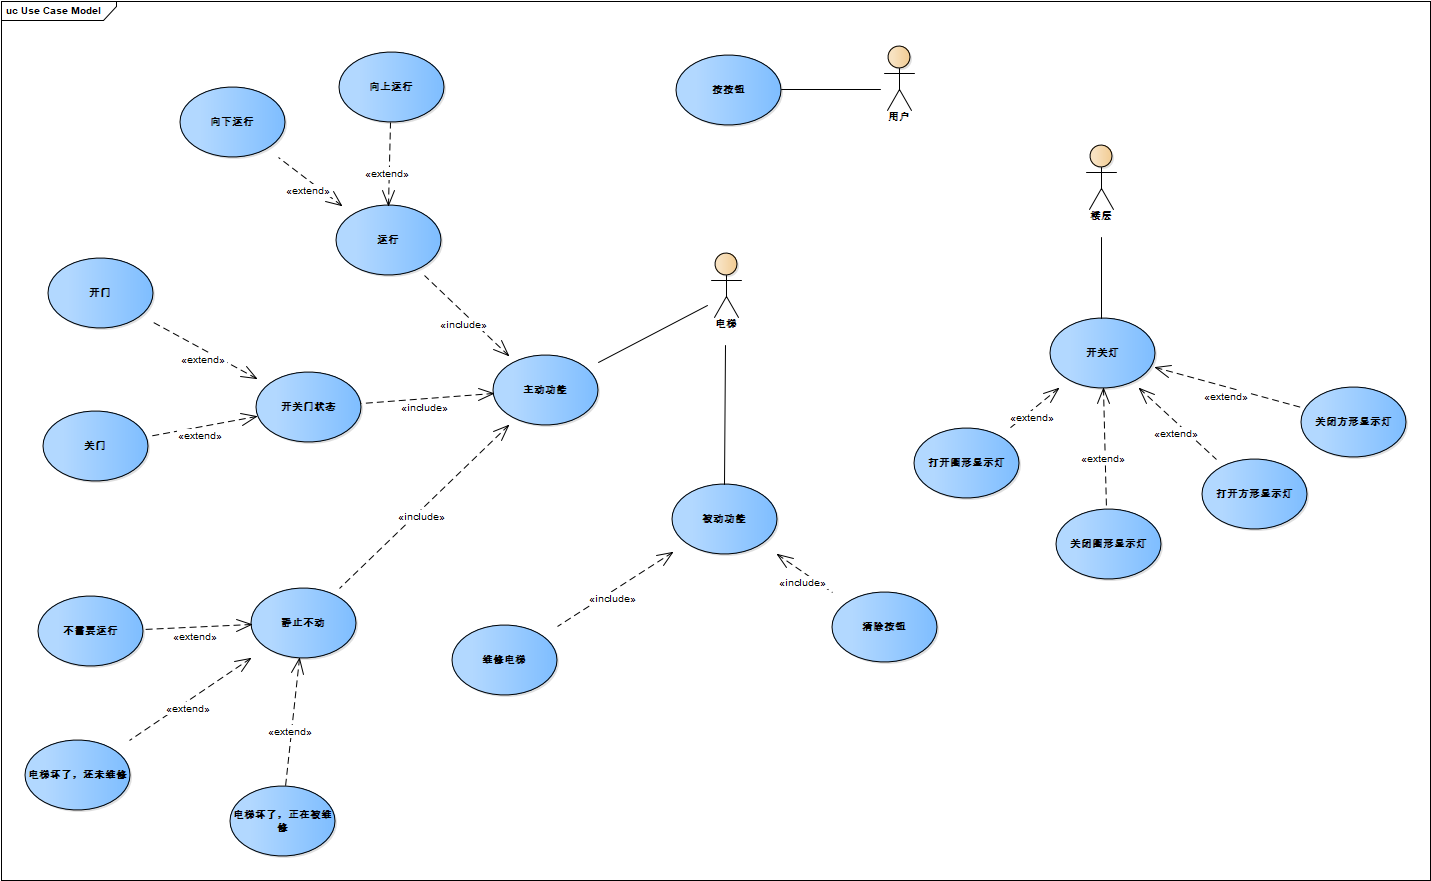 uc Use Case Model
向上运行
向下运行
按按钮
用户
«extend»
«extend»
楼层
运行
开门
电梯
«include»
«extend»
开关灯
主动功能
开关门状态
«include»
«extend»
关门
«extend»
«extend»
关闭方形显示灯
«extend»
«extend»
打开圈形显示灯
打开方形显示灯
«include»
被动功能
关闭圈形显示灯
«include»
«include»
静止不动
不需要运行
«extend»
清除按钮
维修电梯
«extend»
«extend»
电梯坏了，还未维修
电梯坏了，正在被维
修